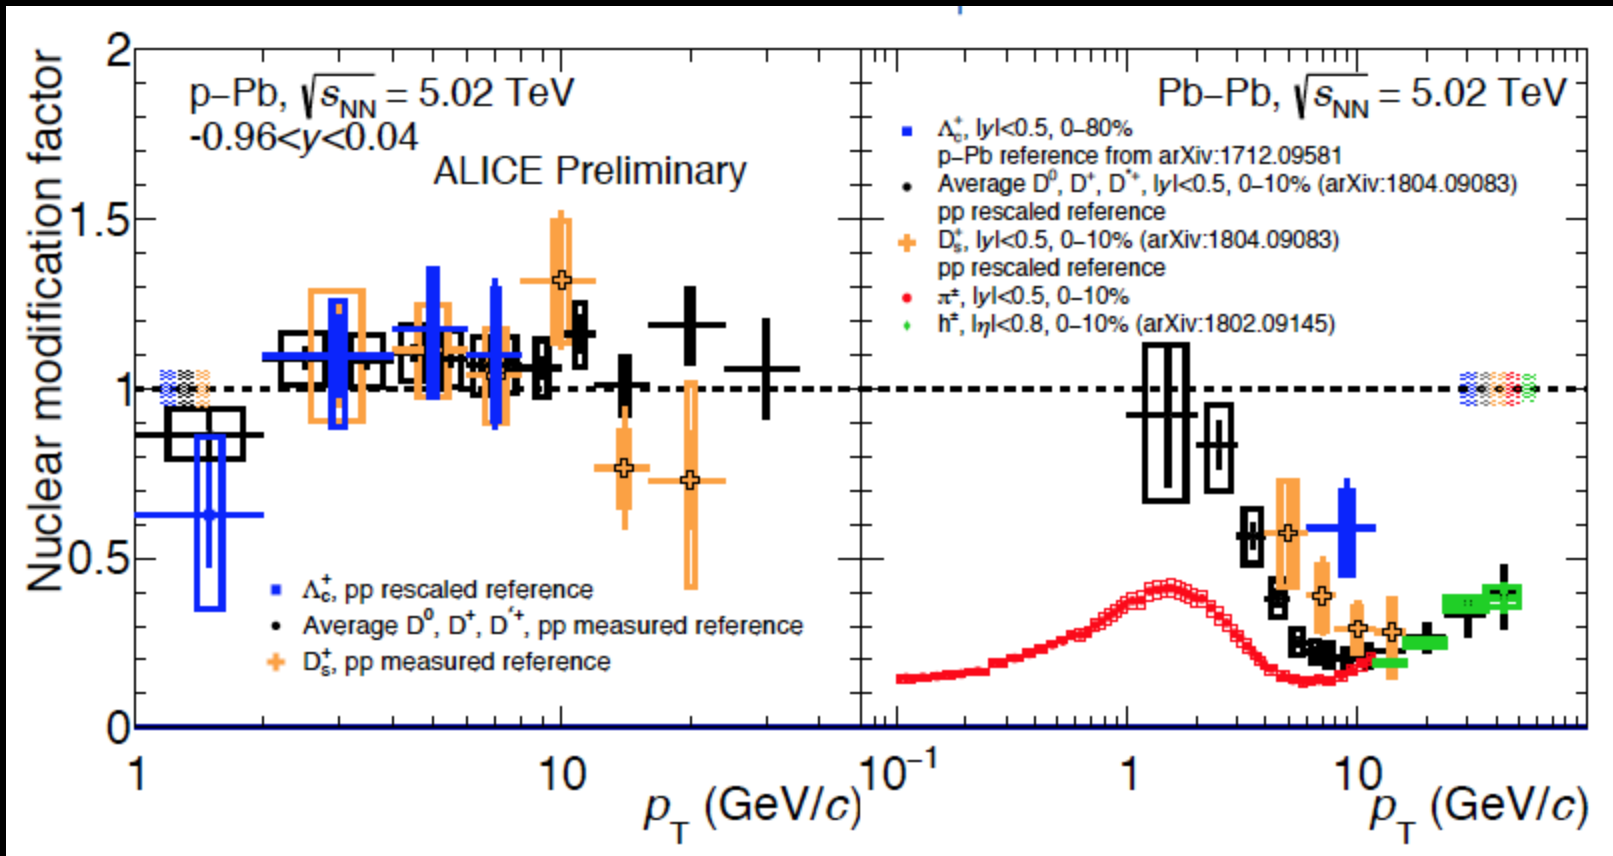 Nuclear modification factor
2
1.5
1
0.5
0
p−Pb, √sNN = 5.02 TeV
-0.96<y<0.04
ALICE Preliminary
Λc+, pp rescaled reference
Average D0, D+, D*+, pp measured reference
Ds+, pp measured reference
1
10
pT (GeV/c)
Pb−Pb, √sNN = 5.02 TeV
Λc+, |y|<0.5, 0−80%
p−Pb reference from arXiv:1712.09581
Average D0, D+, D*+, |y|<0.5, 0−10% (arXiv:1804.09083)
pp rescaled reference
Ds+, |y|<0.5, 0−10% (arXiv:1804.09083)
pp rescaled reference
π±, |y|<0.5, 0−10%
h±, |η|<0.8, 0−10% (arXiv:1802.09145)
10−1
1
10
pT (GeV/c)